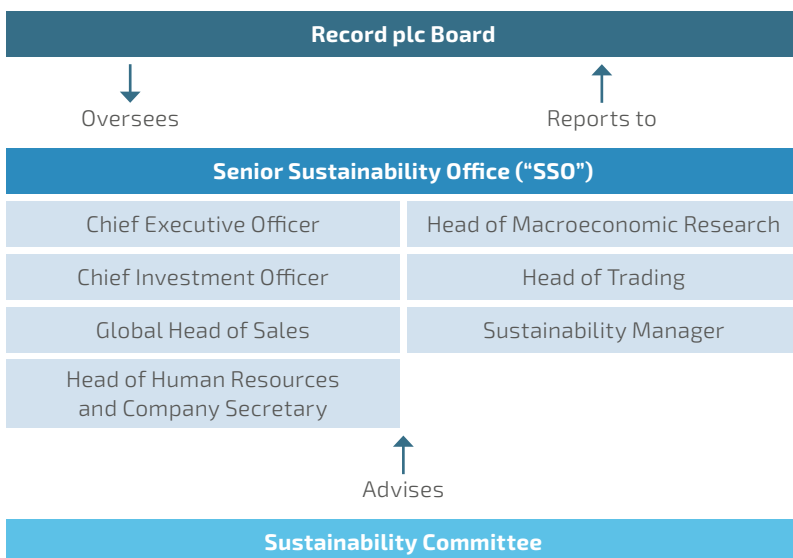 Record plc Board
Oversees
Reports to
Senior Sustainability Office (“SSO”)
Chief Executive Officer
Head of Macroeconomic Research
Chief Investment Officer
Head of Trading
Global Head of Sales
Sustainability Manager
Head of Human Resources
and Company Secretary
Advises
Sustainability Committee